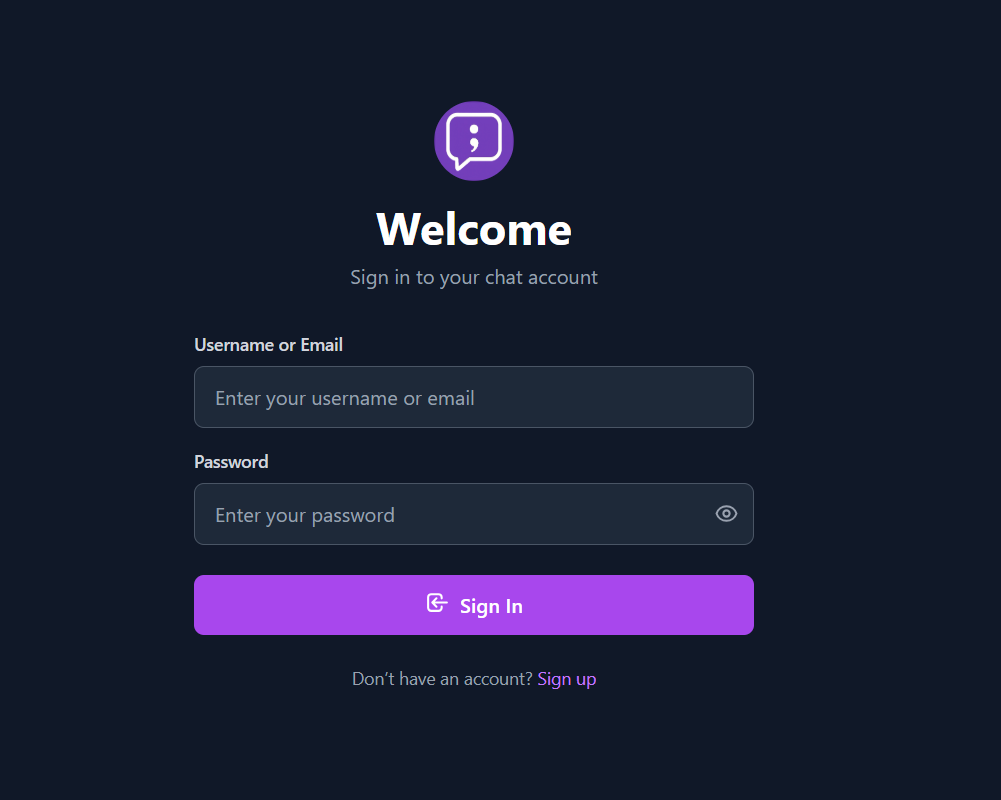 ;
Welcome
Sign in to your chat account
Username or Email
Enter your username or email
Password
Enter your password
Sign In
Don’t have an account? Sign up